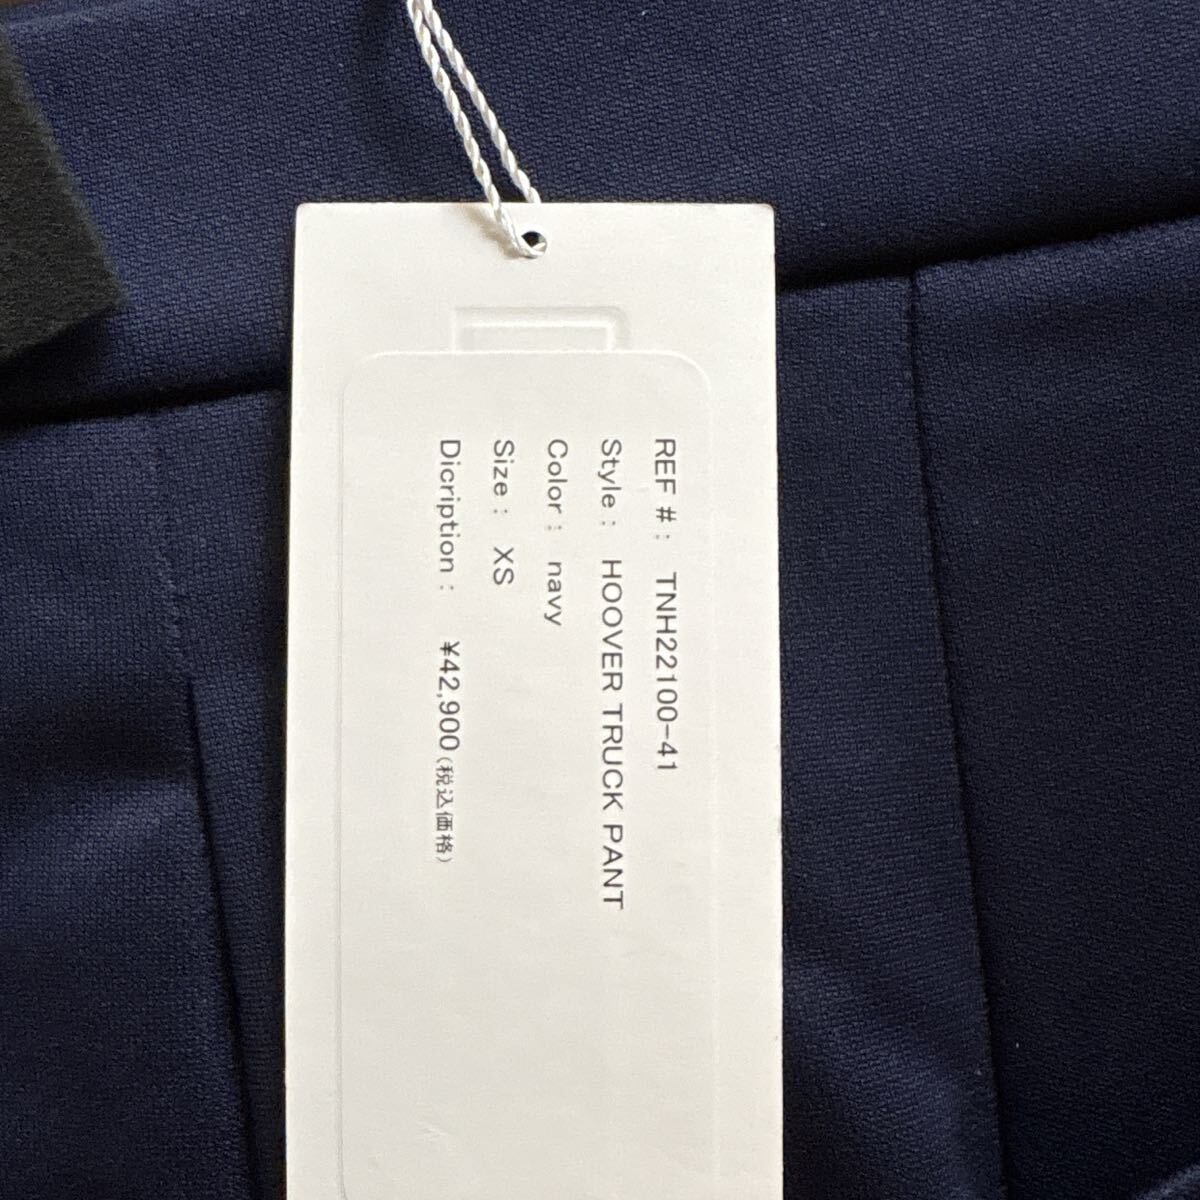 REF #: TNH22100-41
Style: HOOVER TRUCK PANT
Color: navy
Size: XS
Dicription: ¥42,900(税込価格)